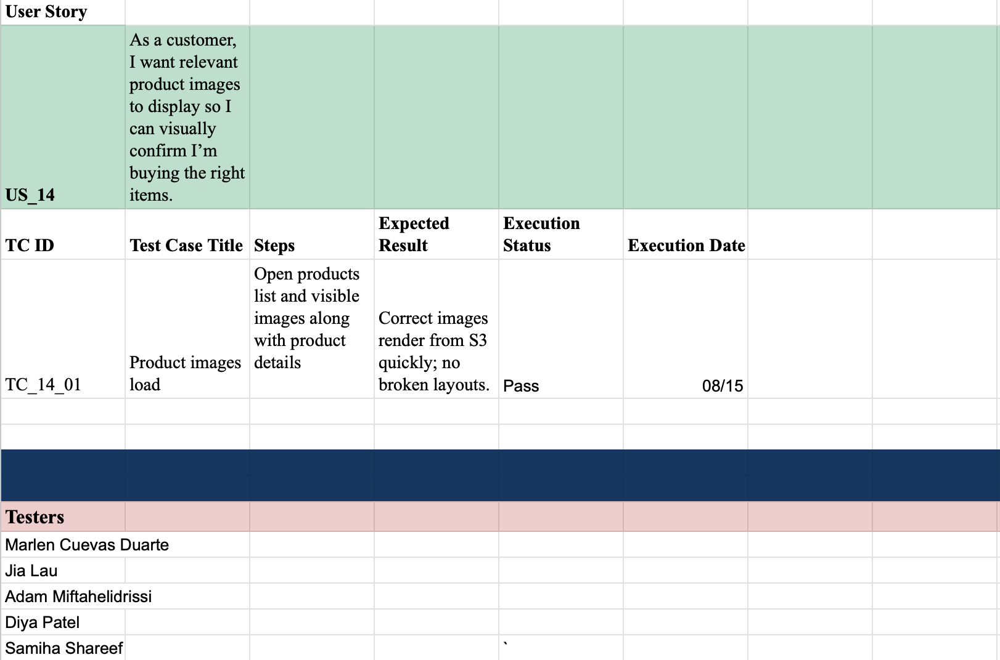 User Story
US_14
As a customer,
I want relevant
product images
to display so I
can visually
confirm I’m
buying the right
items.
TC ID
Test Case Title
Steps
Expected
Result
Execution
Status
Execution Date
TC_14_01
Product images
load
Open products
list and visible
images along
with product
details
Correct images
render from S3
quickly; no
broken layouts.
Pass
08/15
Testers
Marlen Cuevas Duarte
Jia Lau
Adam Miftahelidrissi
Diya Patel
Samiha Shareef
`